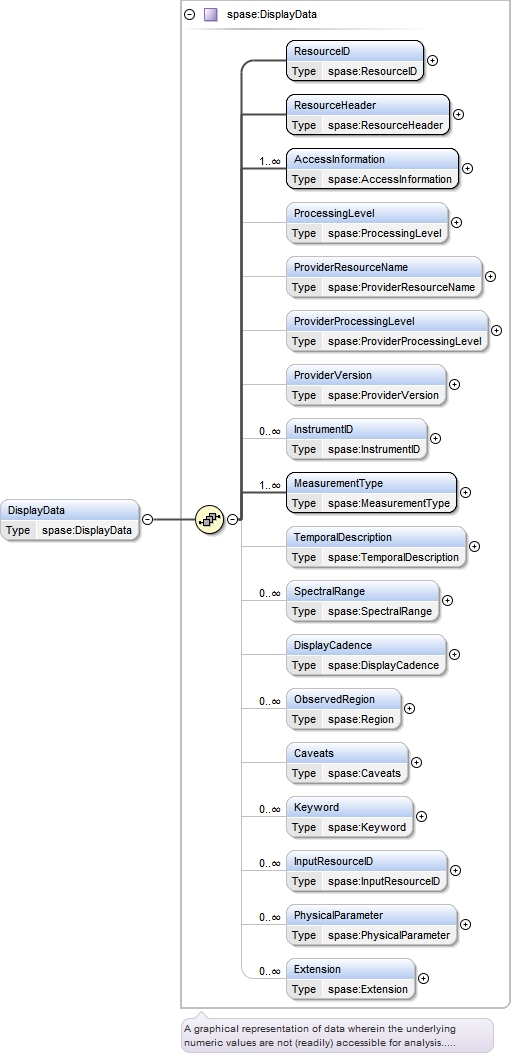 spase:DisplayData
ResourceID
Type spase:ResourceID
ResourceHeader
Type spase:ResourceHeader
1..∞
AccessInformation
Type spase:AccessInformation
ProcessingLevel
Type spase:ProcessingLevel
ProviderResourceName
Type spase:ProviderResourceName
ProviderProcessingLevel
Type spase:ProviderProcessingLevel
ProviderVersion
Type spase:ProviderVersion
0..∞
InstrumentID
Type spase:InstrumentID
1..∞
MeasurementType
Type spase:MeasurementType
DisplayData
Type spase:DisplayData
TemporalDescription
Type spase:TemporalDescription
0..∞
SpectralRange
Type spase:SpectralRange
DisplayCadence
Type spase:DisplayCadence
0..∞
ObservedRegion
Type spase:Region
Caveats
Type spase:Caveats
0..∞
Keyword
Type spase:Keyword
0..∞
InputResourceID
Type spase:InputResourceID
0..∞
PhysicalParameter
Type spase:PhysicalParameter
0..∞
Extension
Type spase:Extension
A graphical representation of data wherein the underlying
numeric values are not (readily) accessible for analysis.....